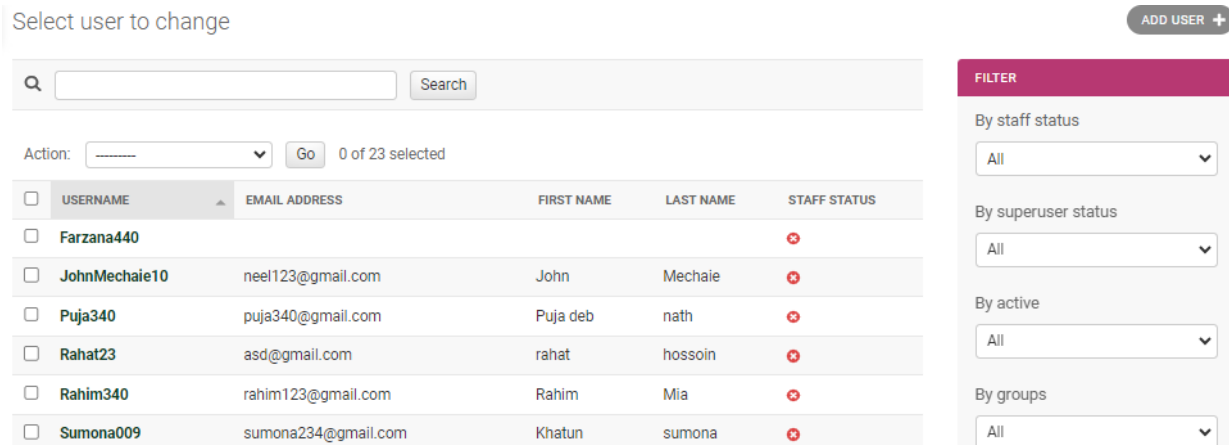 Select user to change
ADD USER +
Search
Action: --------- Go 0 of 23 selected
USERNAME EMAIL ADDRESS FIRST NAME LAST NAME STAFF STATUS
Farzana440
JohnMechaie10 neel123@gmail.com John Mechaie
Puja340 puja340@gmail.com Puja deb nath
Rahat23 asd@gmail.com rahat hossoin
Rahim340 rahim123@gmail.com Rahim Mia
Sumona009 sumona234@gmail.com Khatun sumona
FILTER
By staff status
All
By superuser status
All
By active
All
By groups
All